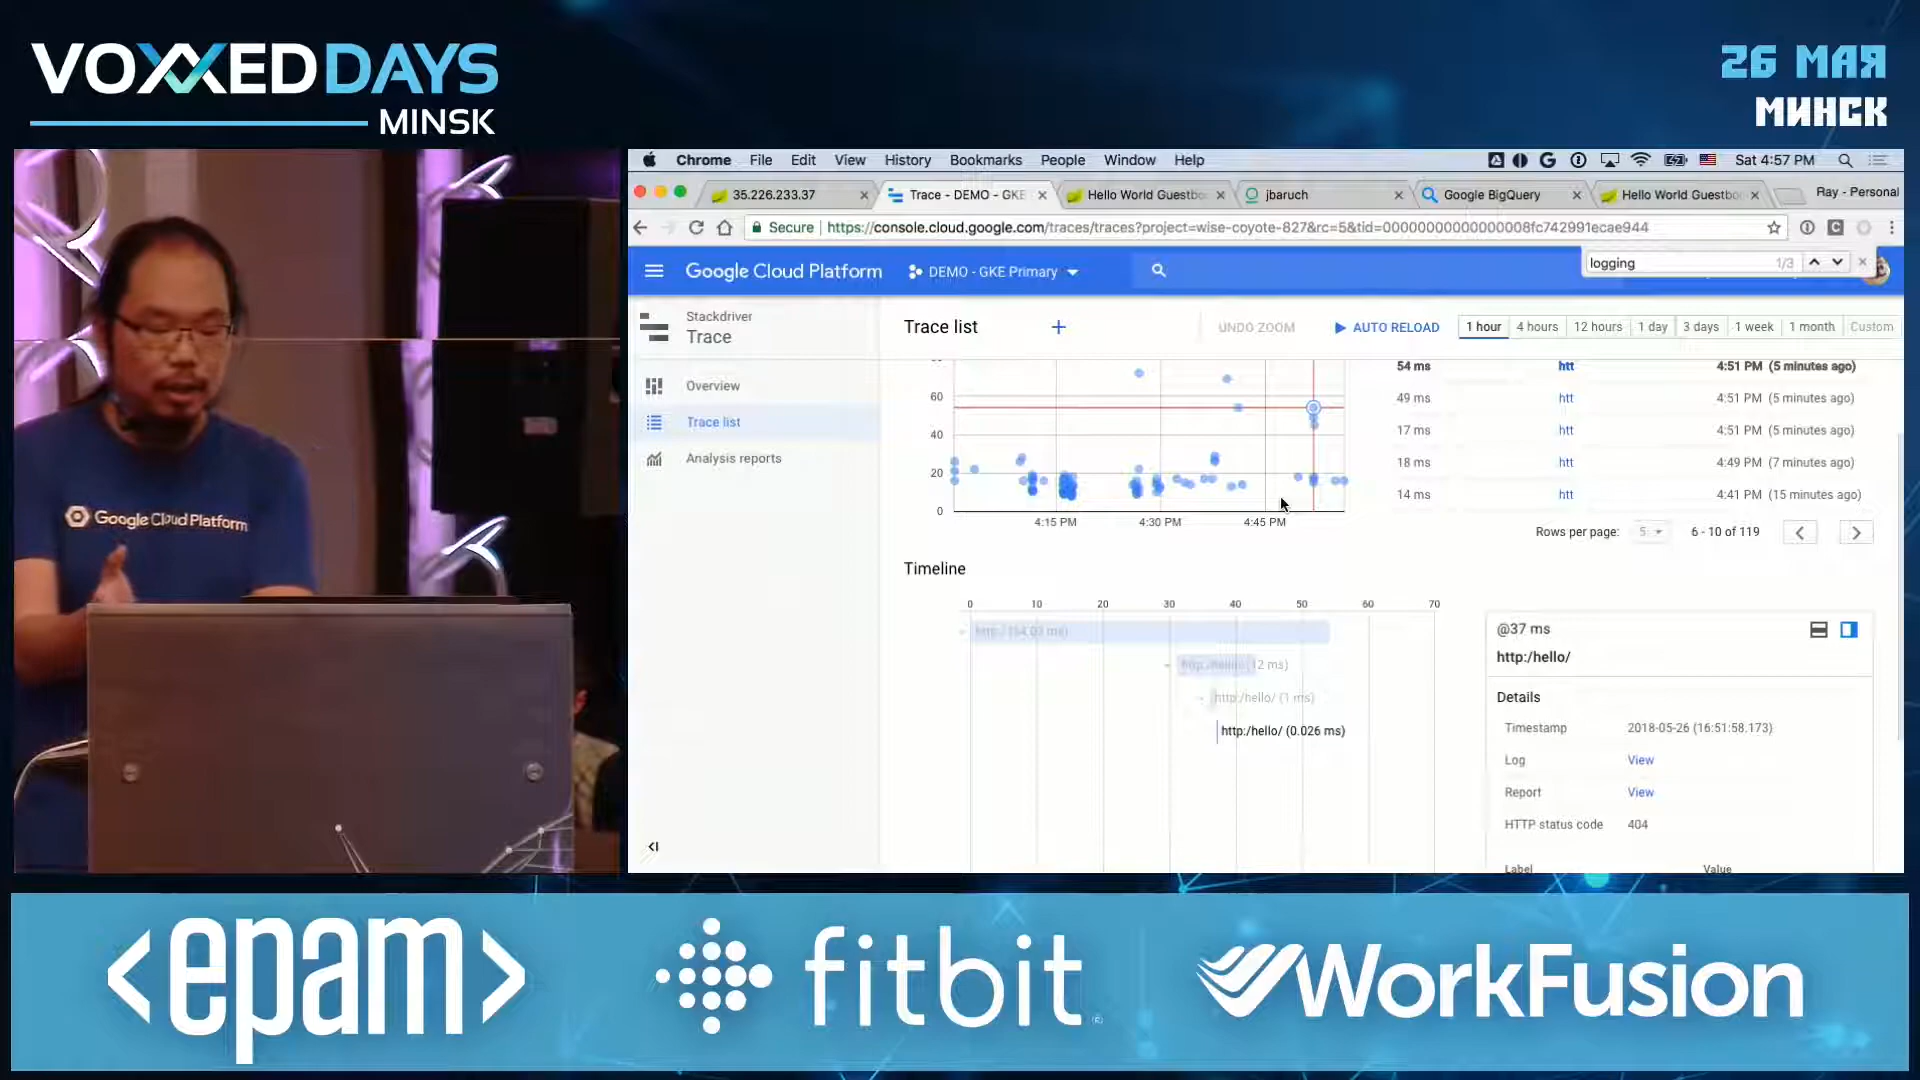 VOXXEDDAYS
MINSK
26 МАЯ
МИНСК
Chrome File Edit View History Bookmarks People Window Help
Sat 4:57 PM
35.226.233.37
Trace - DEMO - GKE
Hello World Guestbo
jbaruch
Google BigQuery
Hello World Guestboo
Ray - Personal
Secure https://console.cloud.google.com/traces/traces?project=wise-coyote-827&rc=5&tid=00000000000000008fc742991ecae944
logging 1/3
Google Cloud Platform
DEMO - GKE Primary
Stackdriver
Trace
Trace list
UNDO ZOOM
AUTO RELOAD
1 hour 4 hours 12 hours 1 day 3 days 1 week 1 month Custom
Overview
Trace list
Analysis reports
60
40
20
0
4:15 PM 4:30 PM 4:45 PM
54 ms htt 4:51 PM (5 minutes ago)
49 ms htt 4:51 PM (5 minutes ago)
17 ms htt 4:51 PM (5 minutes ago)
18 ms htt 4:49 PM (7 minutes ago)
14 ms htt 4:41 PM (15 minutes ago)
Rows per page: 5 6 - 10 of 119
Timeline
0 10 20 30 40 50 60 70
http:/hello/ (12 ms)
http:/hello/ (1 ms)
http:/hello/ (0.026 ms)
@37 ms
http:/hello/
Details
Timestamp 2018-05-26 (16:51:58.173)
Log View
Report View
HTTP status code 404
Label Value
Google Cloud Platform
<epam>
fitbit
WorkFusion